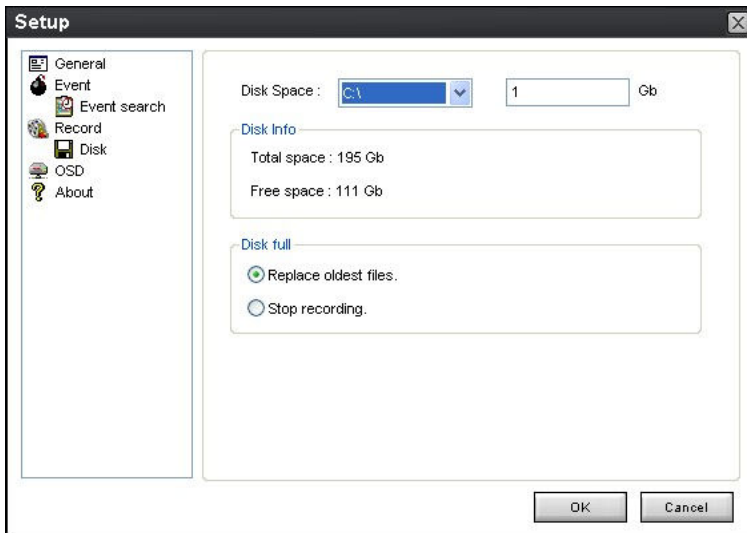 Setup
General
Event
Event search
Record
Disk
OSD
About
Disk Space : C:\ 1 Gb
Disk Info
Total space : 195 Gb
Free space : 111 Gb
Disk full
Replace oldest files.
Stop recording.
OK Cancel